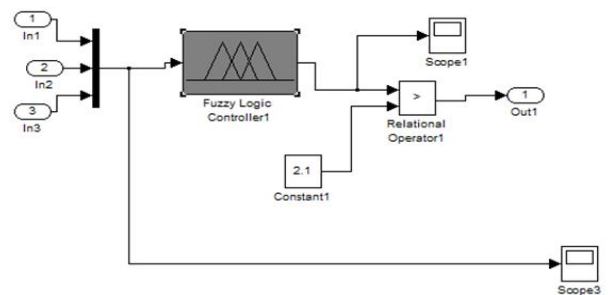 1
In1
2
In2
3
In3
Fuzzy Logic
Controller1
Scope1
>
Relational
Operator1
1
Out1
2.1
Constant1
Scope3